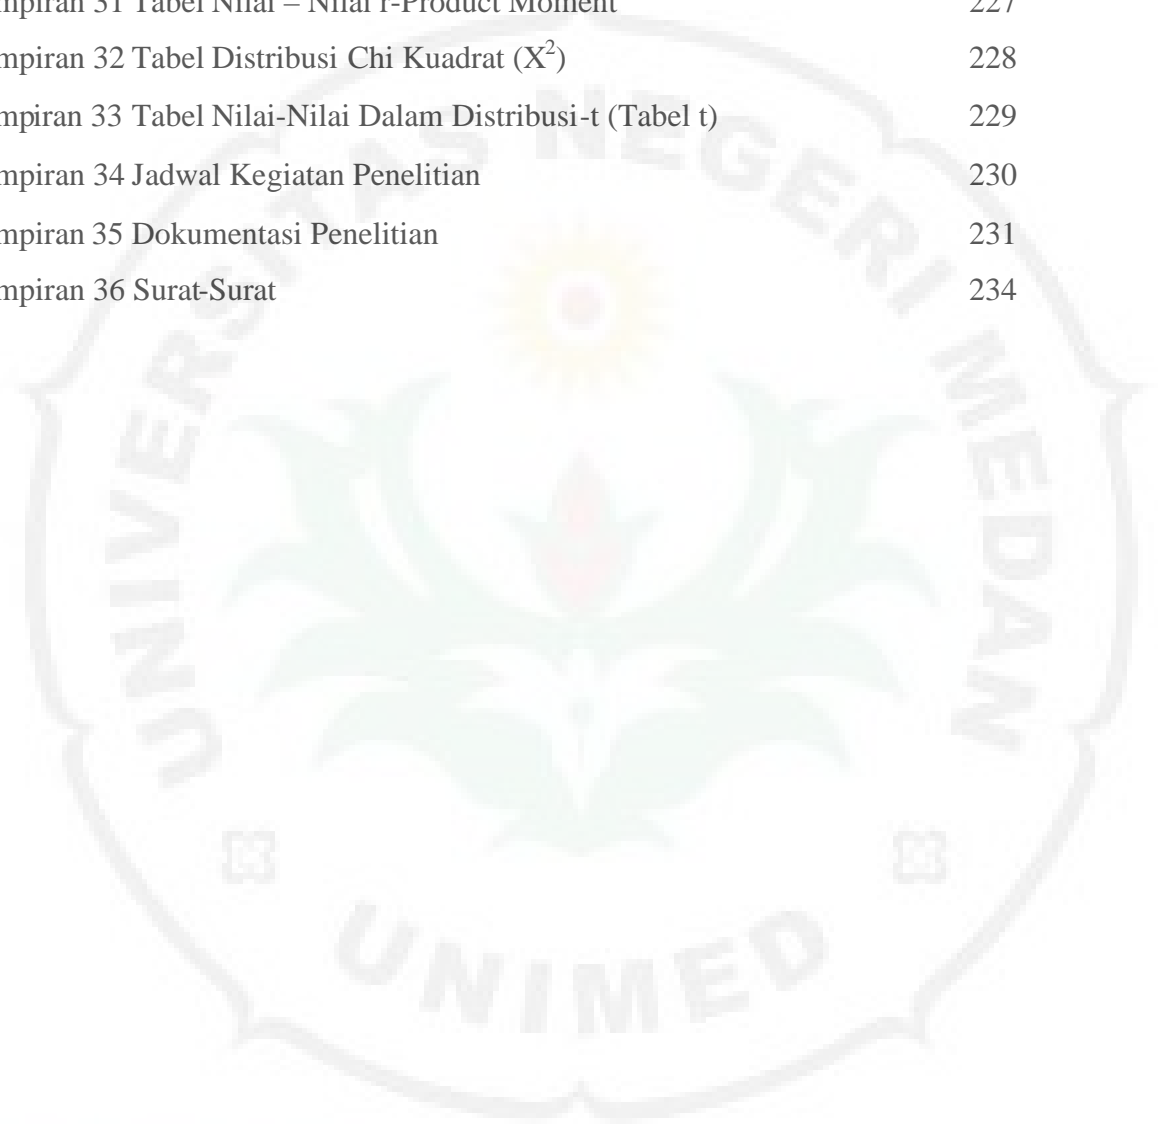 mpiran 31 Tabel Nilai – Nilai r-Product Moment 227
mpiran 32 Tabel Distribusi Chi Kuadrat (X²) 228
mpiran 33 Tabel Nilai-Nilai Dalam Distribusi-t (Tabel t) 229
mpiran 34 Jadwal Kegiatan Penelitian 230
mpiran 35 Dokumentasi Penelitian 231
mpiran 36 Surat-Surat 234
UNIVERSITAS NEGERI MEDAN
UNIMED